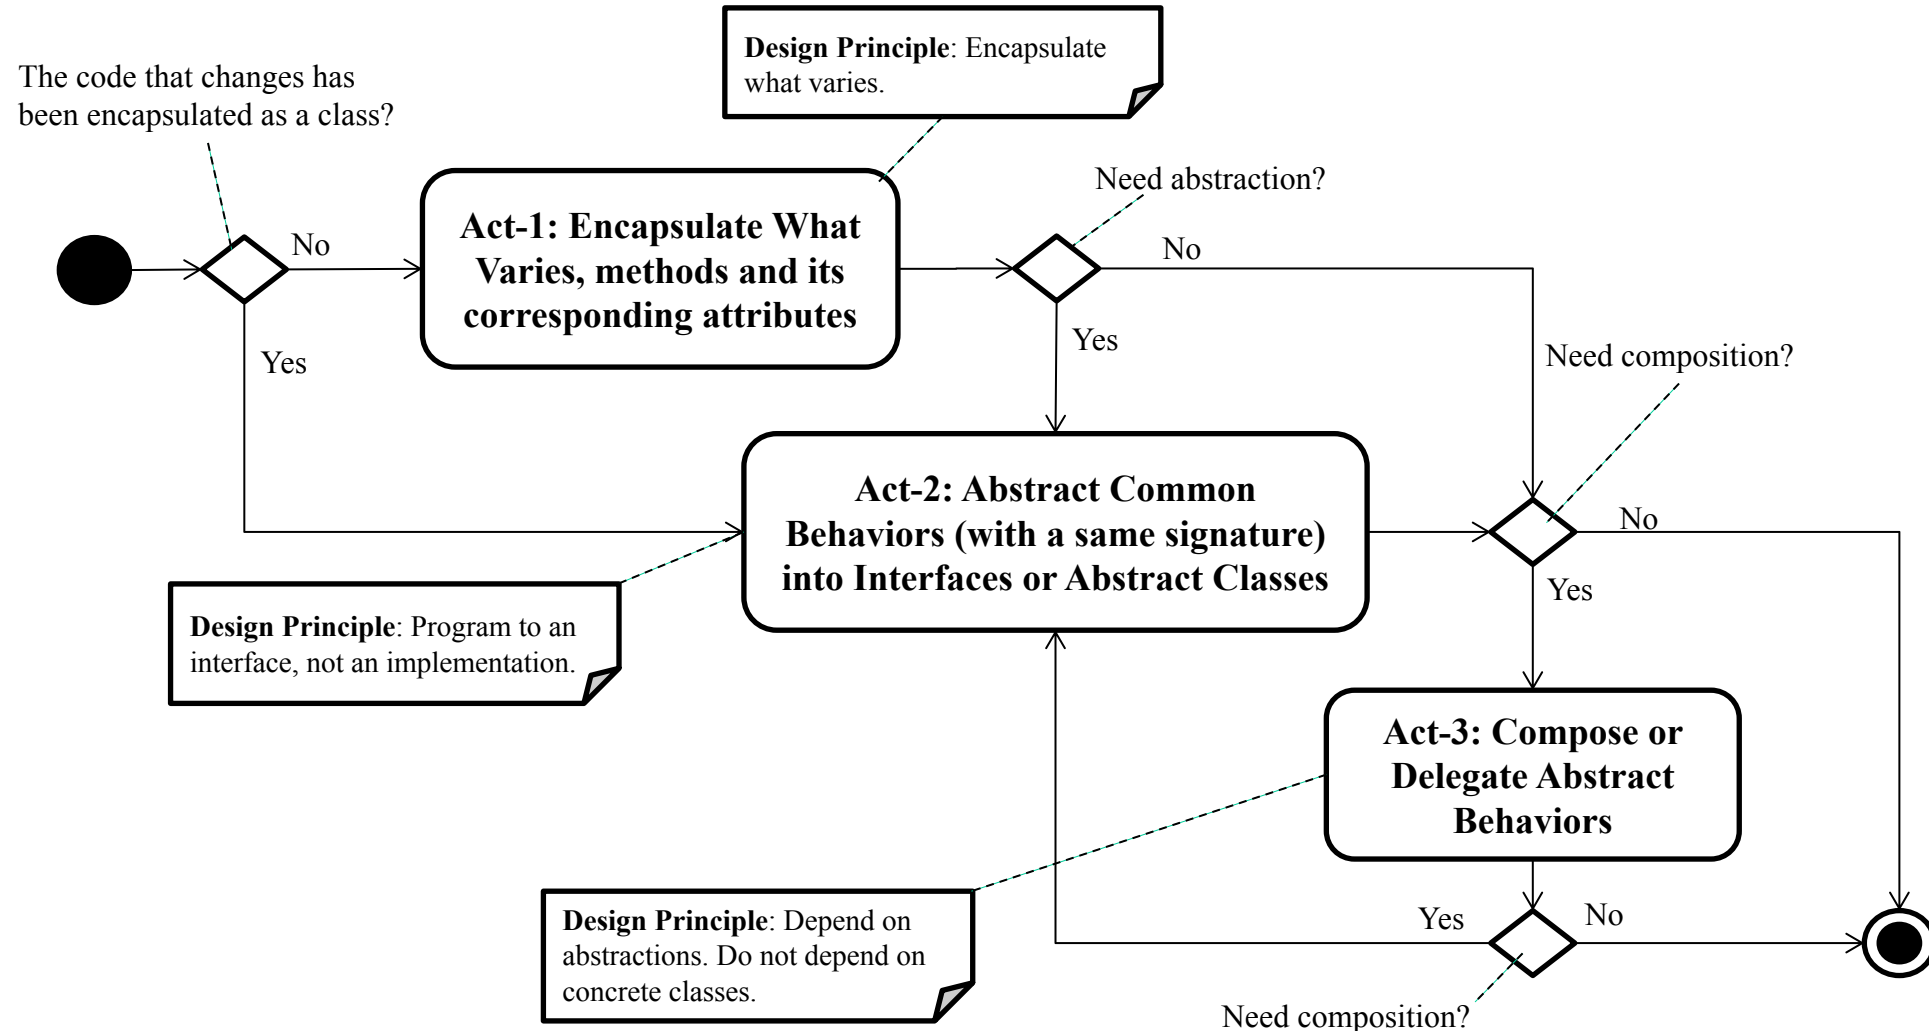 Design Principle: Encapsulate
what varies.
The code that changes has
been encapsulated as a class?
Need abstraction?
No
Act-1: Encapsulate What
Varies, methods and its
corresponding attributes
No
Yes
Yes
Need composition?
Act-2: Abstract Common
Behaviors (with a same signature)
into Interfaces or Abstract Classes
No
Yes
Design Principle: Program to an
interface, not an implementation.
Act-3: Compose or
Delegate Abstract
Behaviors
Design Principle: Depend on
abstractions. Do not depend on
concrete classes.
Yes
No
Need composition?